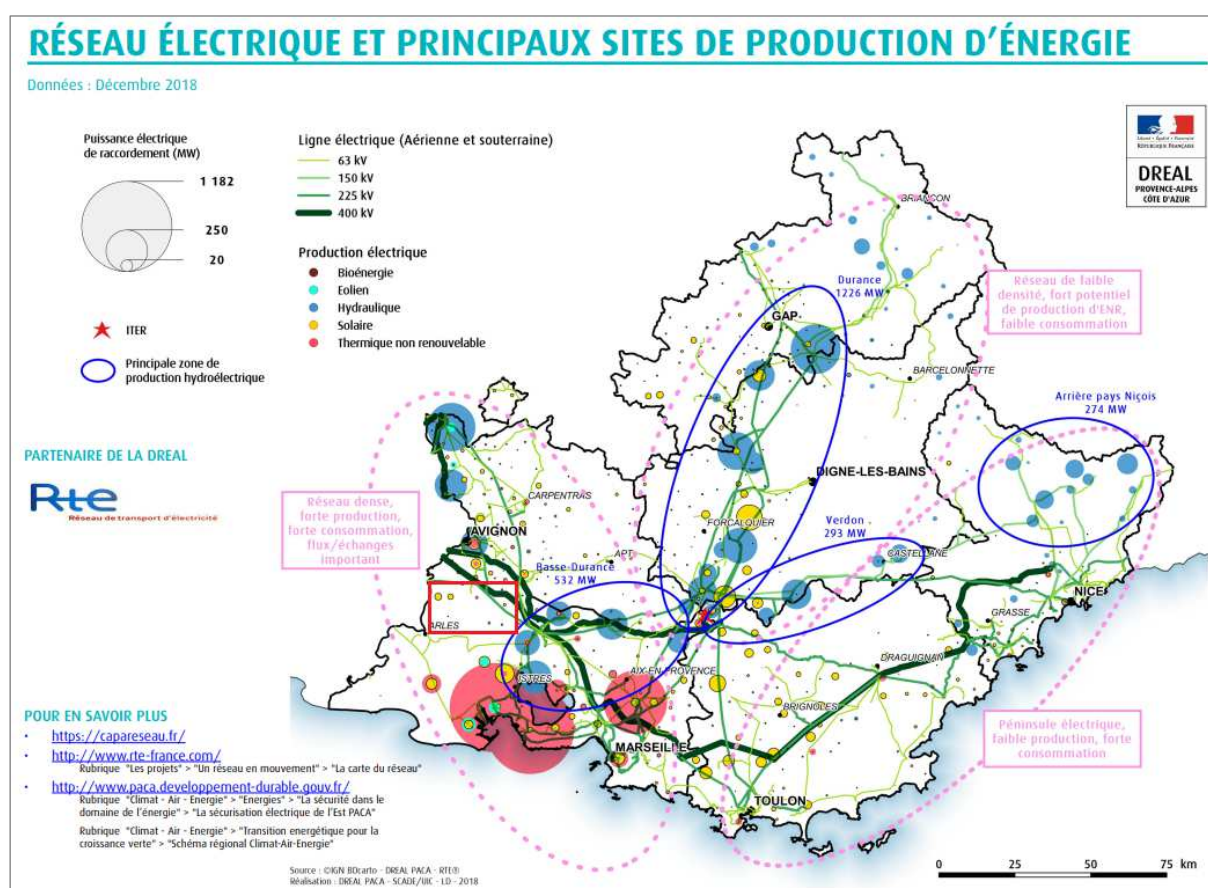 RÉSEAU ÉLECTRIQUE ET PRINCIPAUX SITES DE PRODUCTION D'ÉNERGIE
Données : Décembre 2018
Puissance électrique
de raccordement (MW)
1 182
250
20
ITER
Principale zone de
production hydroélectrique
Ligne électrique (Aérienne et souterraine)
63 kV
150 kV
225 kV
400 kV
Production électrique
Bioénergie
Eolien
Hydraulique
Solaire
Thermique non renouvelable
Liberté • Égalité • Fraternité
RÉPUBLIQUE FRANÇAISE
DREAL
PROVENCE-ALPES
CÔTE D'AZUR
BRIANÇON
Durance
1226 MW
Réseau de faible
densité, fort potentiel
de production d'ENR,
faible consommation
GAP
BARCELONNETTE
Arrière pays Niçois
274 MW
PARTENAIRE DE LA DREAL
Rte
Réseau de transport d'électricité
Réseau dense,
forte production,
forte consommation,
flux/échanges
important
CARPENTRAS
DIGNE-LES-BAINS
AVIGNON
FORCALQUIER
APT
Verdon
293 MW
CASTELLANE
Basse Durance
532 MW
NICE
GRASSE
ARLES
DRAGUIGNAN
AIX-EN-PROVENCE
ISTRES
BRIGNOLES
Péninsule électrique,
faible production, forte
consommation
MARSEILLE
TOULON
POUR EN SAVOIR PLUS
• https://capareseau.fr/
• http://www.rte-france.com/
Rubrique "Les projets" > "Un réseau en mouvement" > "La carte du réseau"
• http://www.paca.developpement-durable.gouv.fr/
Rubrique "Climat - Air - Energie" > "Energies" > "La sécurité dans le
domaine de l'énergie" > "La sécurisation électrique de l'Est PACA"
Rubrique "Climat - Air - Energie" > "Transition energétique pour la
croissance verte" > "Schéma régional Climat-Air-Energie"
Source : ©IGN BDcarto - DREAL PACA - RTE®
Réalisation : DREAL PACA - SCADE/UIC - LD - 2018
0 25 50 75 km